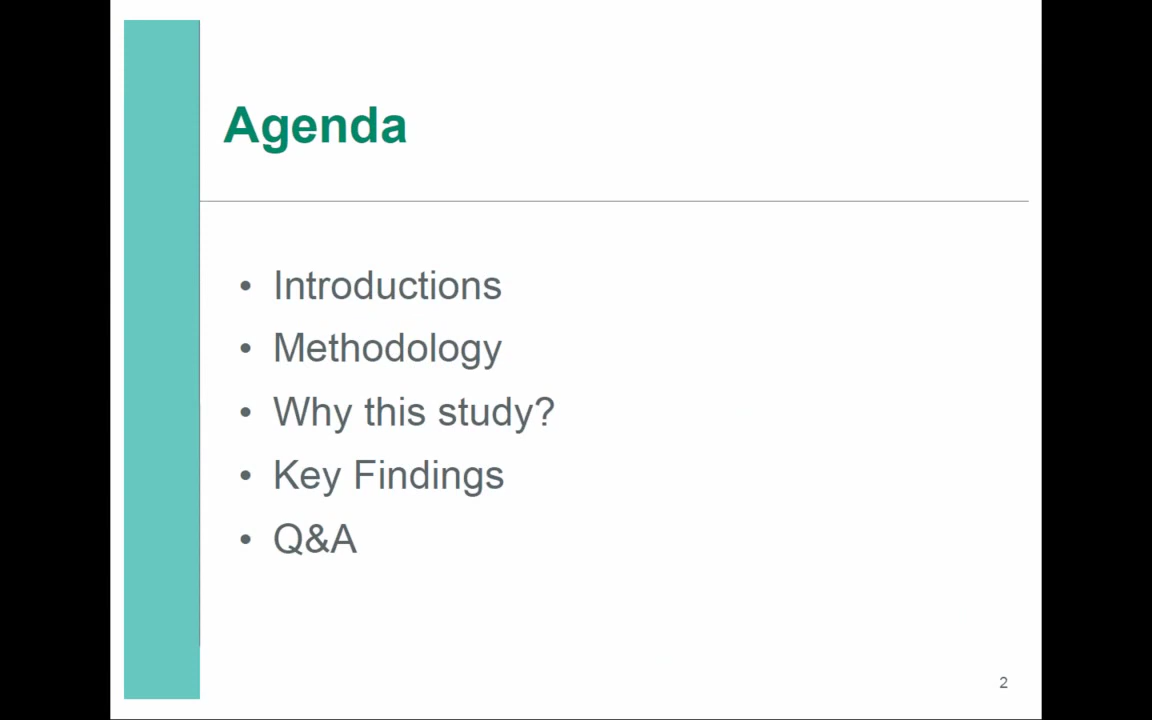 Agenda
• Introductions
• Methodology
• Why this study?
• Key Findings
• Q&A
2